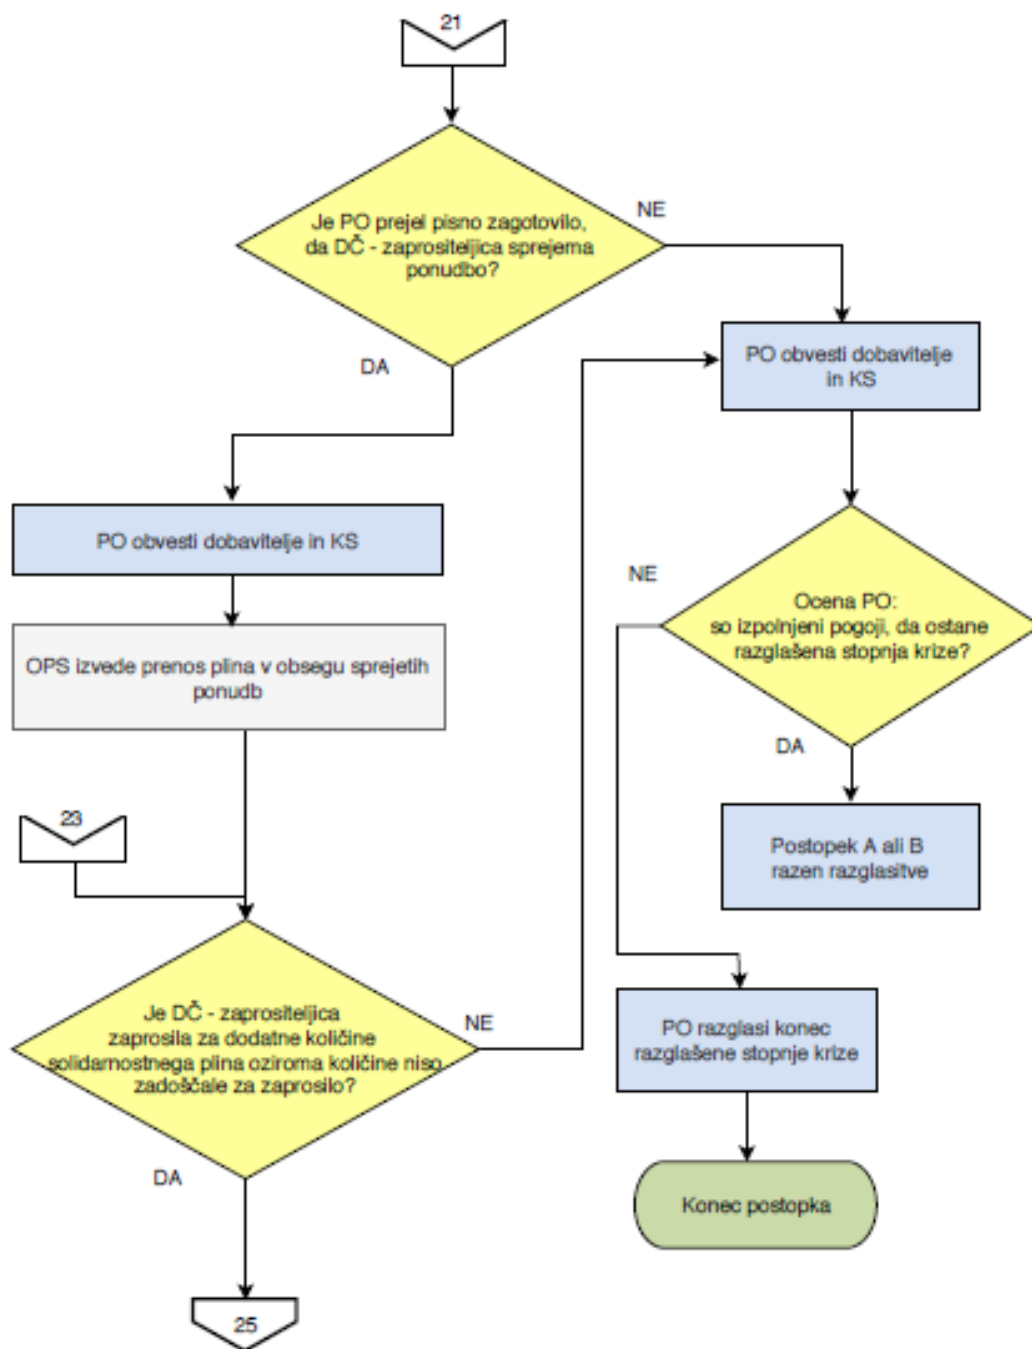 21
Je PO prejel pisno zagotovilo,
da DČ - zaprositeljica sprejema
ponudbo?
NE
DA
PO obvesti dobavitelje
in KS
PO obvesti dobavitelje in KS
OPS izvede prenos plina v obsegu sprejetih
ponudb
NE
Ocena PO:
so izpolnjeni pogoji, da ostane
razglašena stopnja krize?
DA
Postopek A ali B
razen razglasitve
23
Je DČ - zaprositeljica
zaprosila za dodatne količine
solidarnostnega plina oziroma količine niso
zadoščale za zaprosilo?
NE
DA
PO razglasi konec
razglašene stopnje krize
Konec postopka
25